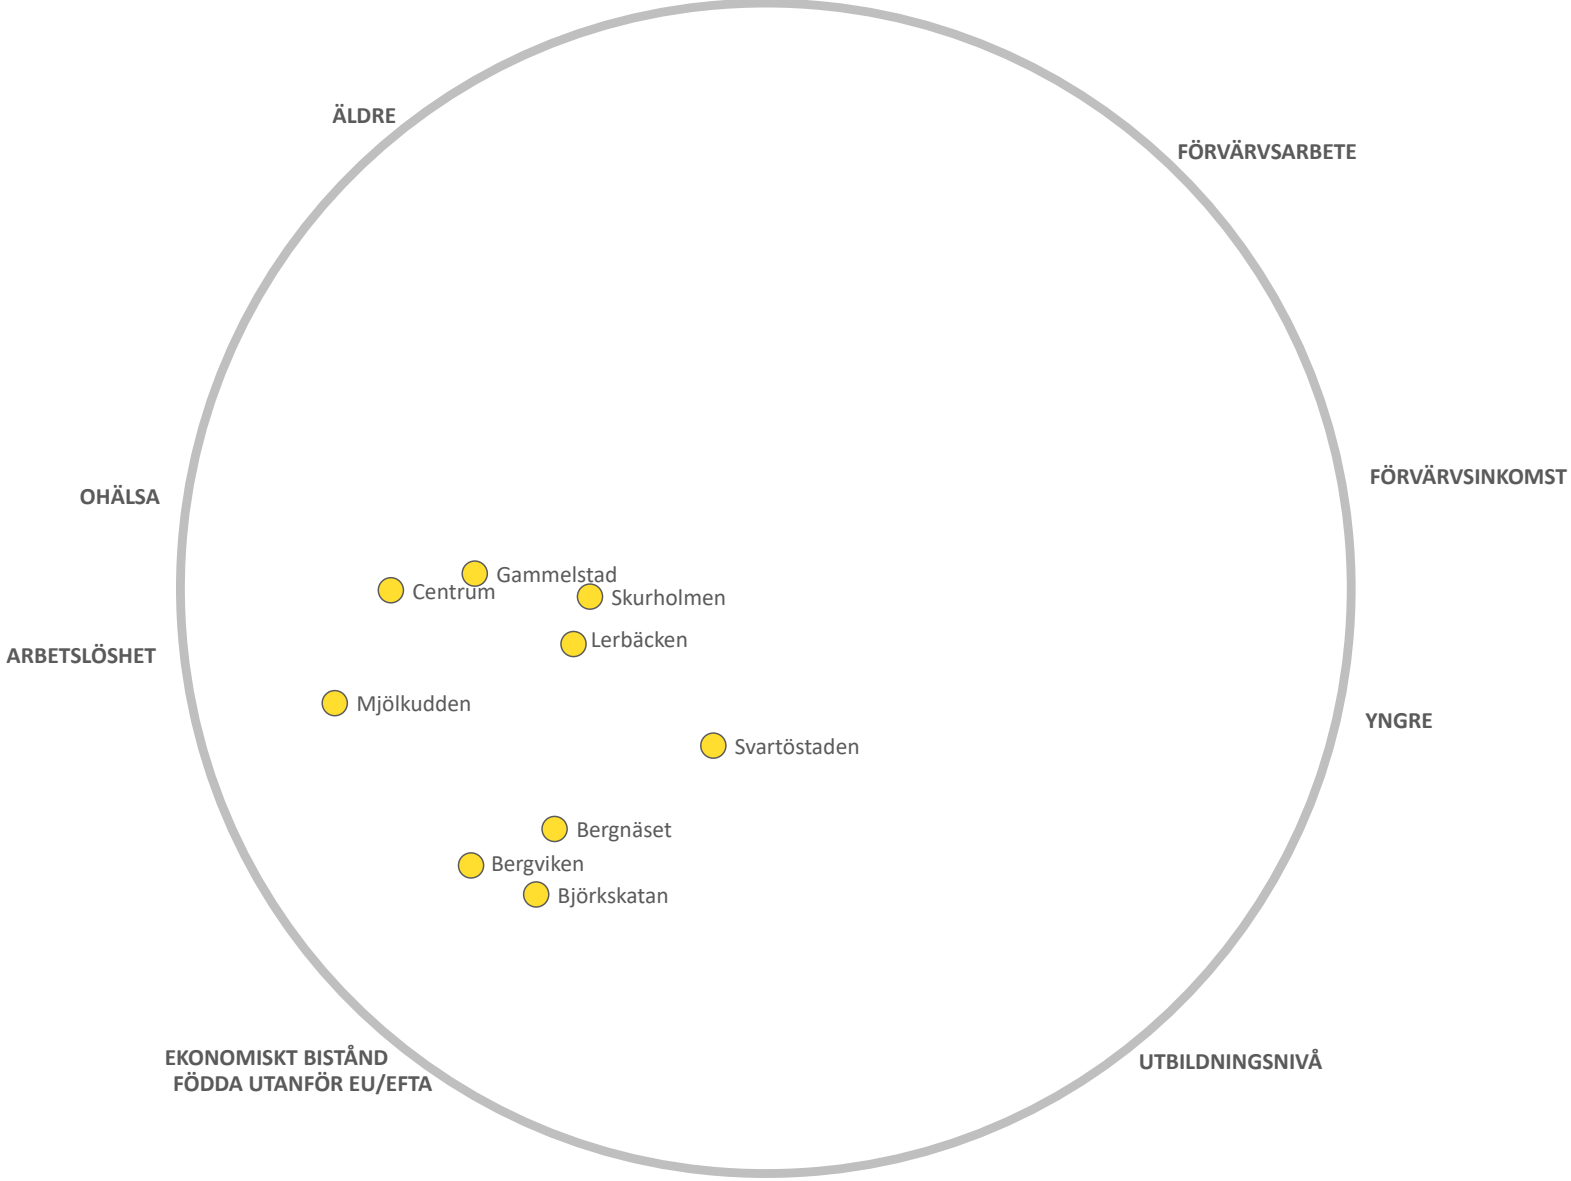 ÄLDRE
FÖRVÄRVSARBETE
FÖRVÄRVSINKOMST
OHÄLSA
Gammelstad
Centrum
Skurholmen
Lerbäcken
ARBETSLÖSHET
Mjölkudden
YNGRE
Svartöstaden
Bergnäset
Bergviken
Björkskatan
EKONOMISKT BISTÅND
FÖDDA UTANFÖR EU/EFTA
UTBILDNINGSNIVÅ